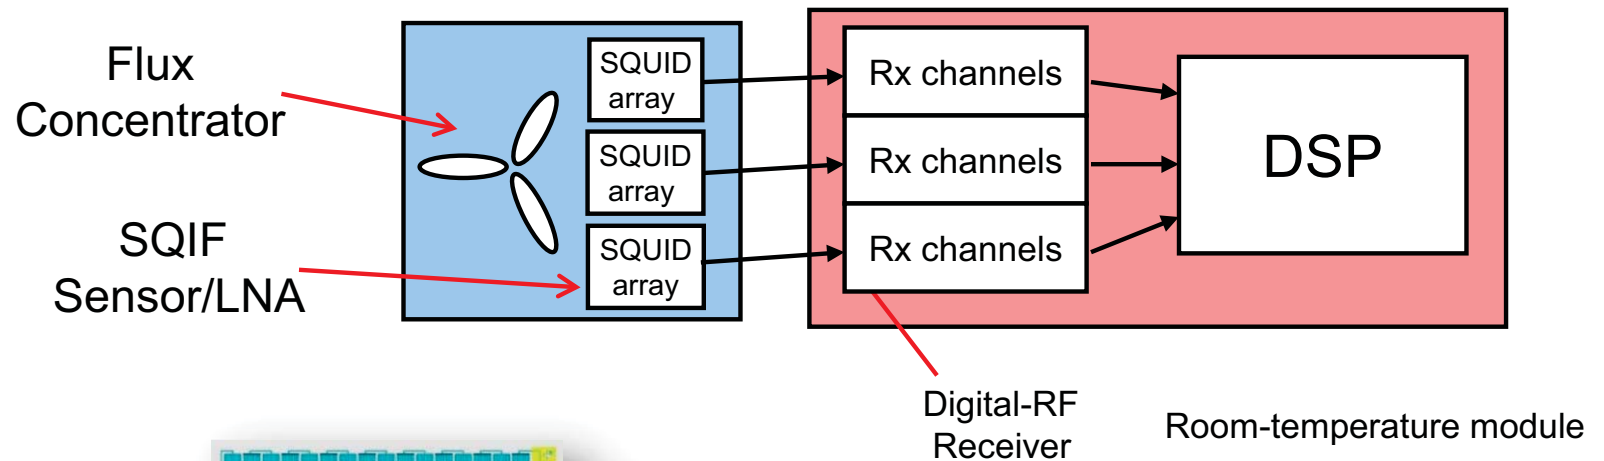 Flux
Concentrator
SQIF
Sensor/LNA
SQUID
array
SQUID
array
SQUID
array
Rx channels
Rx channels
Rx channels
DSP
Digital-RF
Receiver
Room-temperature module